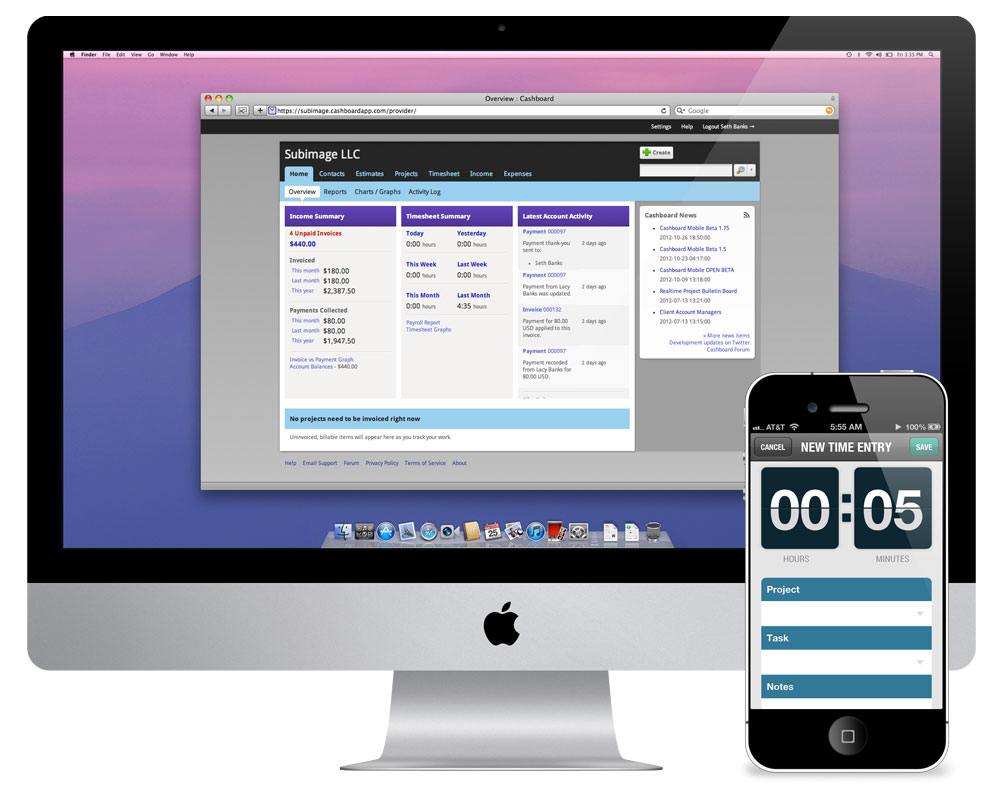 Finder File Edit View Go Window Help
Fri 3:35 PM
Overview : Cashboard
https://subimage.cashboardapp.com/provider/
Google
Settings Help Logout Seth Banks →
Subimage LLC
Create
Home Contacts Estimates Projects Timesheet Income Expenses
Overview Reports Charts / Graphs Activity Log
Income Summary
4 Unpaid Invoices
$440.00
Invoiced
This month $180.00
Last month $180.00
This year $2,387.50
Payments Collected
This month $80.00
Last month $80.00
This year $1,947.50
Invoice vs Payment Graph
Account Balances - $440.00
Timesheet Summary
Today Yesterday
0:00 hours 0:00 hours
This Week Last Week
0:00 hours 0:00 hours
This Month Last Month
0:00 hours 4:35 hours
Payroll Report
Timesheet Graphs
Latest Account Activity
Payment 000097
Payment thank-you 2 days ago
sent to:
• Seth Banks
Payment 000097
Payment from Lacy 2 days ago
Banks was updated.
Invoice 000132
Payment for 80.00 2 days ago
USD applied to this
invoice.
Payment 000097
Payment recorded 2 days ago
from Lacy Banks for
80.00 USD.
Cashboard News
• Cashboard Mobile Beta 1.75
2012-10-26 18:50:00
• Cashboard Mobile Beta 1.5
2012-10-23 04:17:00
• Cashboard Mobile OPEN BETA
2012-10-09 13:18:00
• Realtime Project Bulletin Board
2012-07-13 13:21:00
• Client Account Managers
2012-07-13 13:15:00
» More news items
Development updates on Twitter
Cashboard Forum
No projects need to be invoiced right now
Uninvoiced, billable items will appear here as you track your work.
Help Email Support Forum Privacy Policy Terms of Service About
25
AT&T 5:55 AM 100%
CANCEL NEW TIME ENTRY SAVE
00:05
HOURS MINUTES
Project
Task
Notes